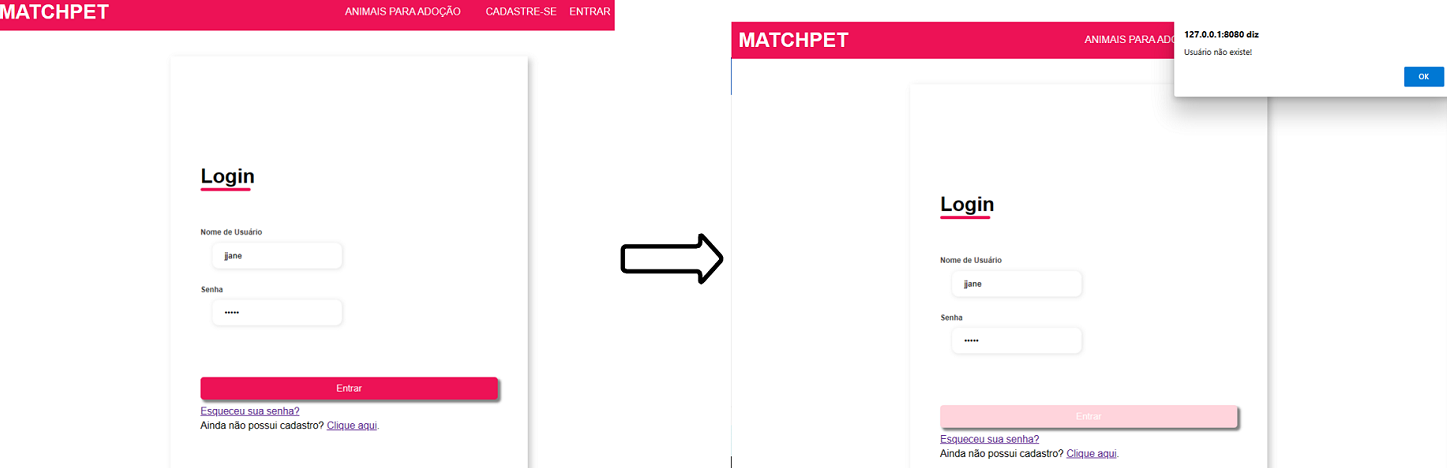 MATCHPET ANIMAIS PARA ADOÇÃO CADASTRE-SE ENTRAR
Login
Nome de Usuário
jjane
Senha
•••••
Entrar
Esqueceu sua senha?
Ainda não possui cadastro? Clique aqui.
MATCHPET ANIMAIS PARA
127.0.0.1:8080 diz
Usuário não existe!
OK
Login
Nome de Usuário
jjane
Senha
•••••
Entrar
Esqueceu sua senha?
Ainda não possui cadastro? Clique aqui.